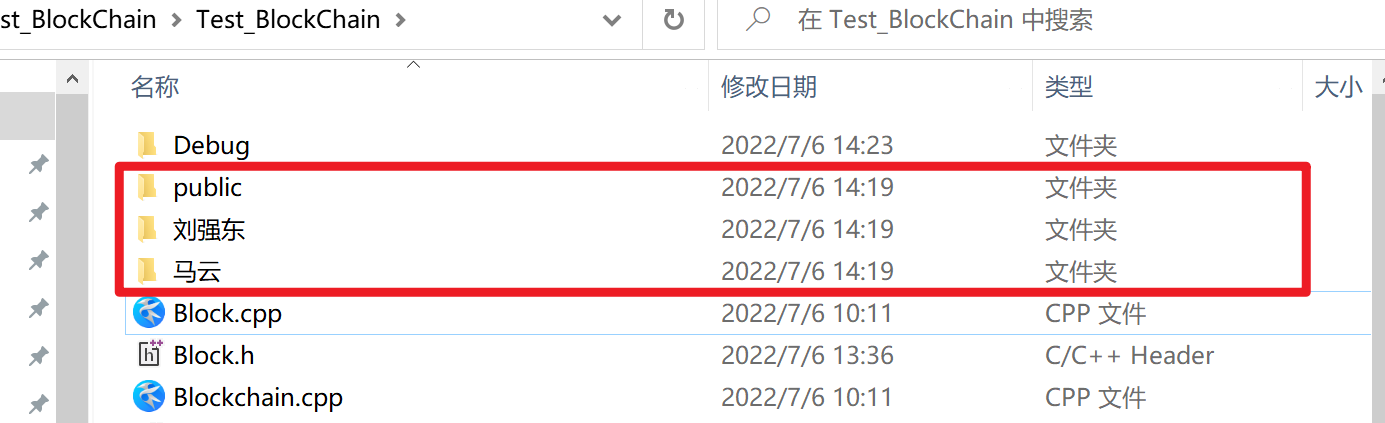 st_BlockChain > Test_BlockChain > 在 Test_BlockChain 中搜索
名称 修改日期 类型 大小
Debug 2022/7/6 14:23 文件夹
public 2022/7/6 14:19 文件夹
刘强东 2022/7/6 14:19 文件夹
马云 2022/7/6 14:19 文件夹
Block.cpp 2022/7/6 10:11 CPP 文件
Block.h 2022/7/6 13:36 C/C++ Header
Blockchain.cpp 2022/7/6 10:11 CPP 文件